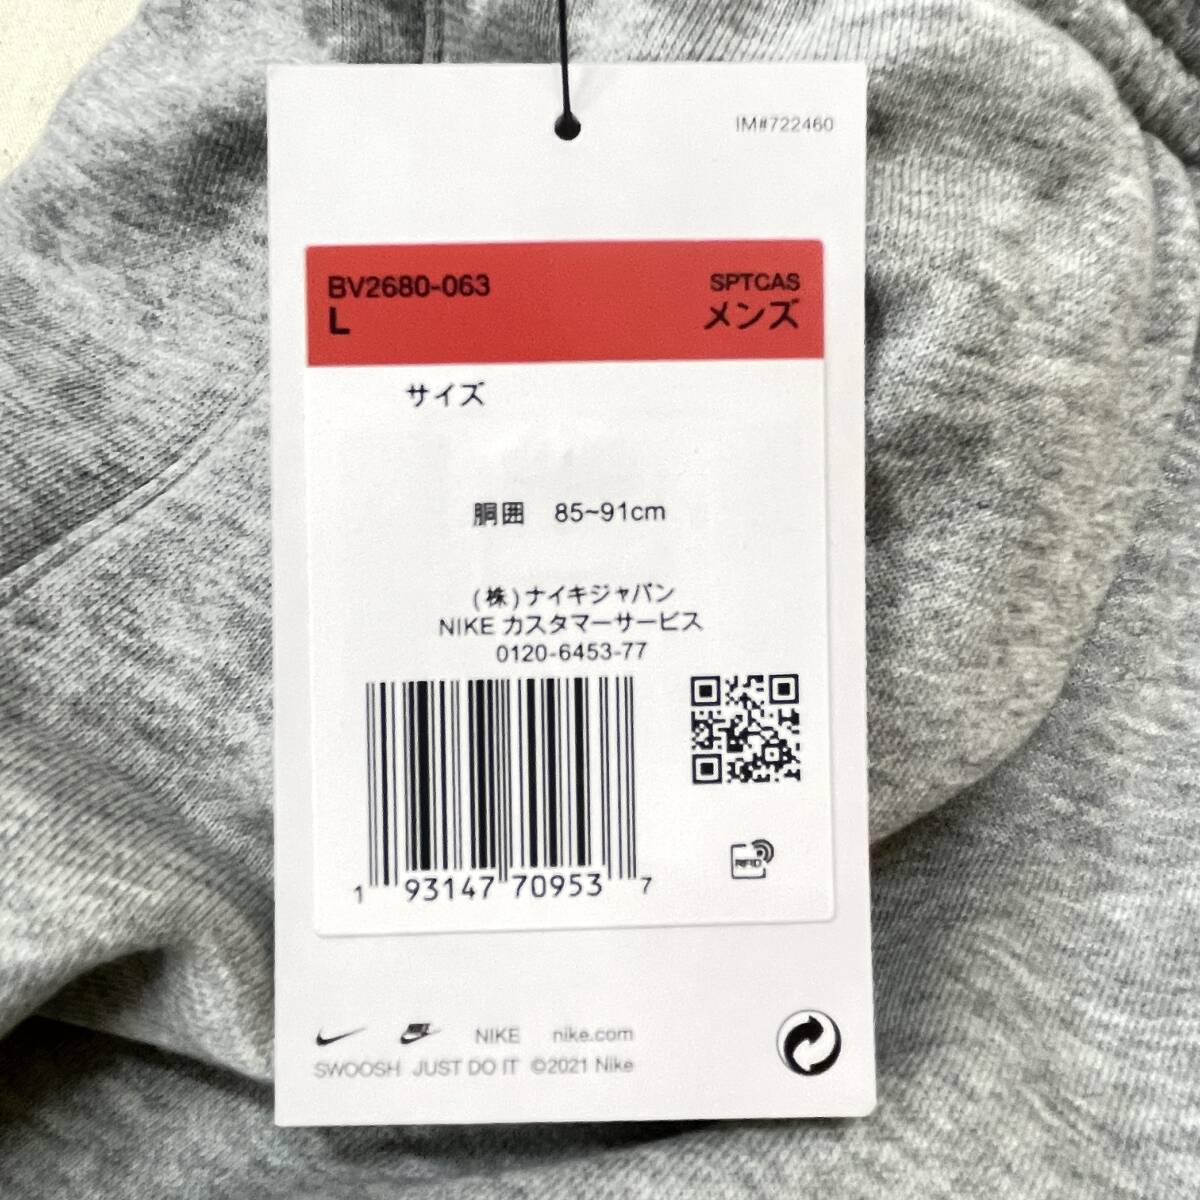 IM#722460
BV2680-063 SPTCAS
L メンズ
サイズ
胴囲 85~91cm
(株)ナイキジャパン
NIKE カスタマーサービス
0120-6453-77
RFID
1 93147 70953 7
NIKE nike.com
SWOOSH JUST DO IT ©2021 Nike